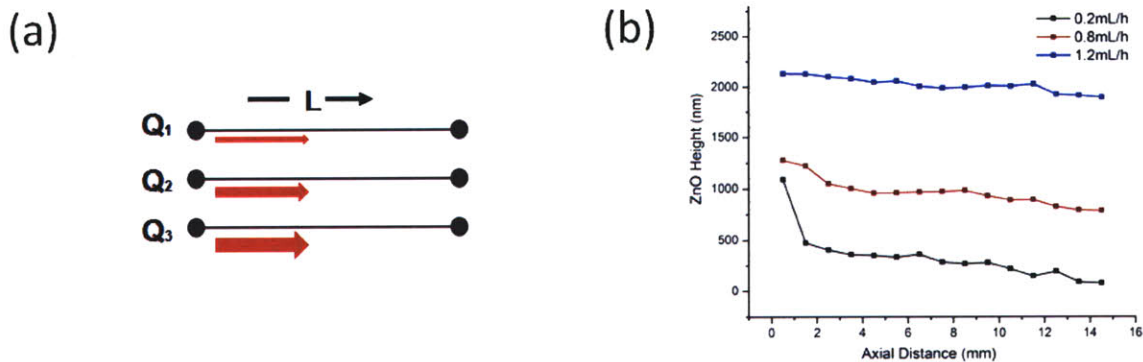 (a)
L
Q1
Q2
Q3
(b)
0.2mL/h
0.8mL/h
1.2mL/h
ZnO Height (nm)
2500
2000
1500
1000
500
0
0 2 4 6 8 10 12 14 16
Axial Distance (mm)